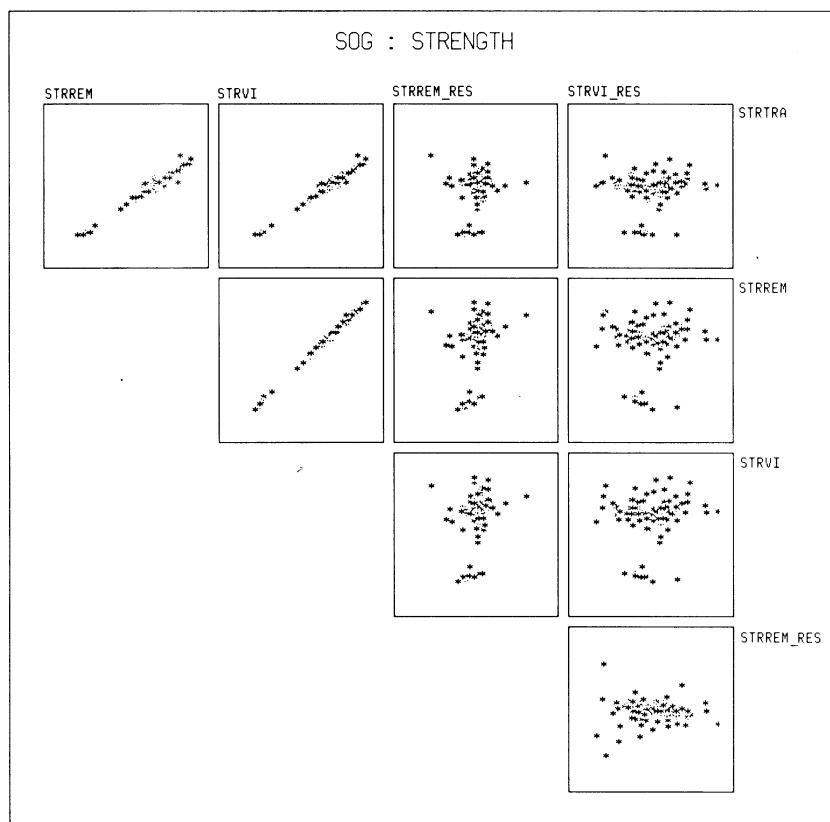 SOG : STRENGTH
STRREM STRVI STRREM_RES STRVI_RES
STRTRA
STRREM
STRVI
STRREM_RES